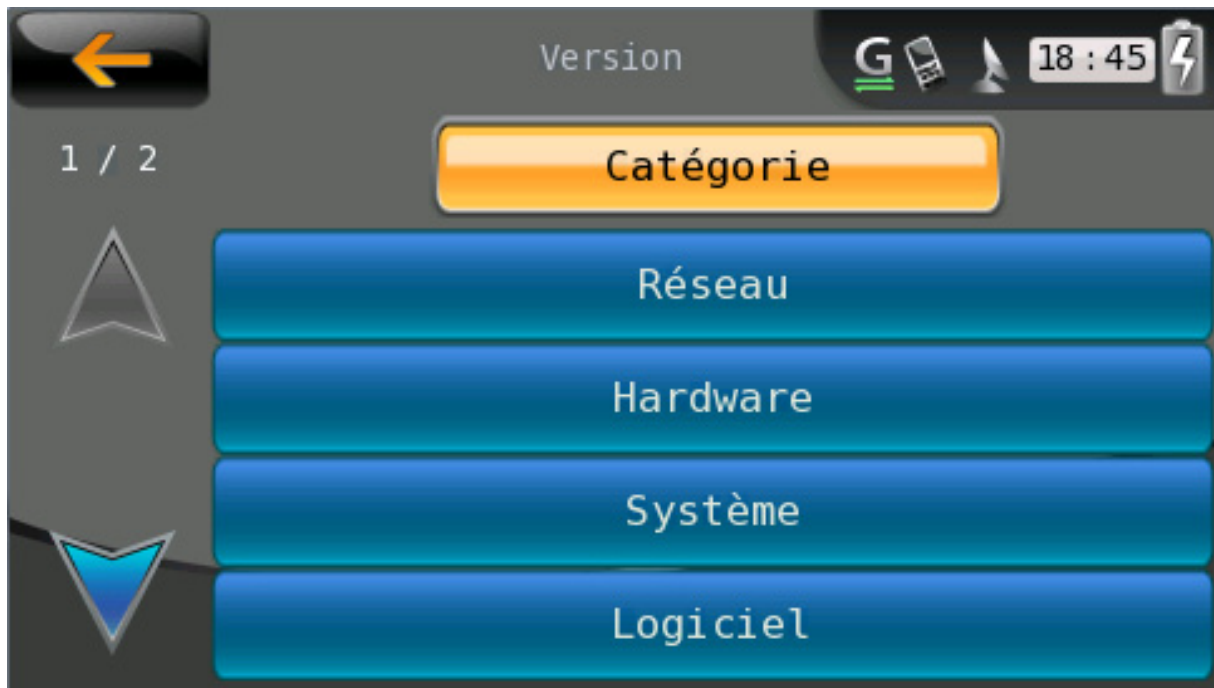 Version
G
18:45
1 / 2
Catégorie
Réseau
Hardware
Système
Logiciel